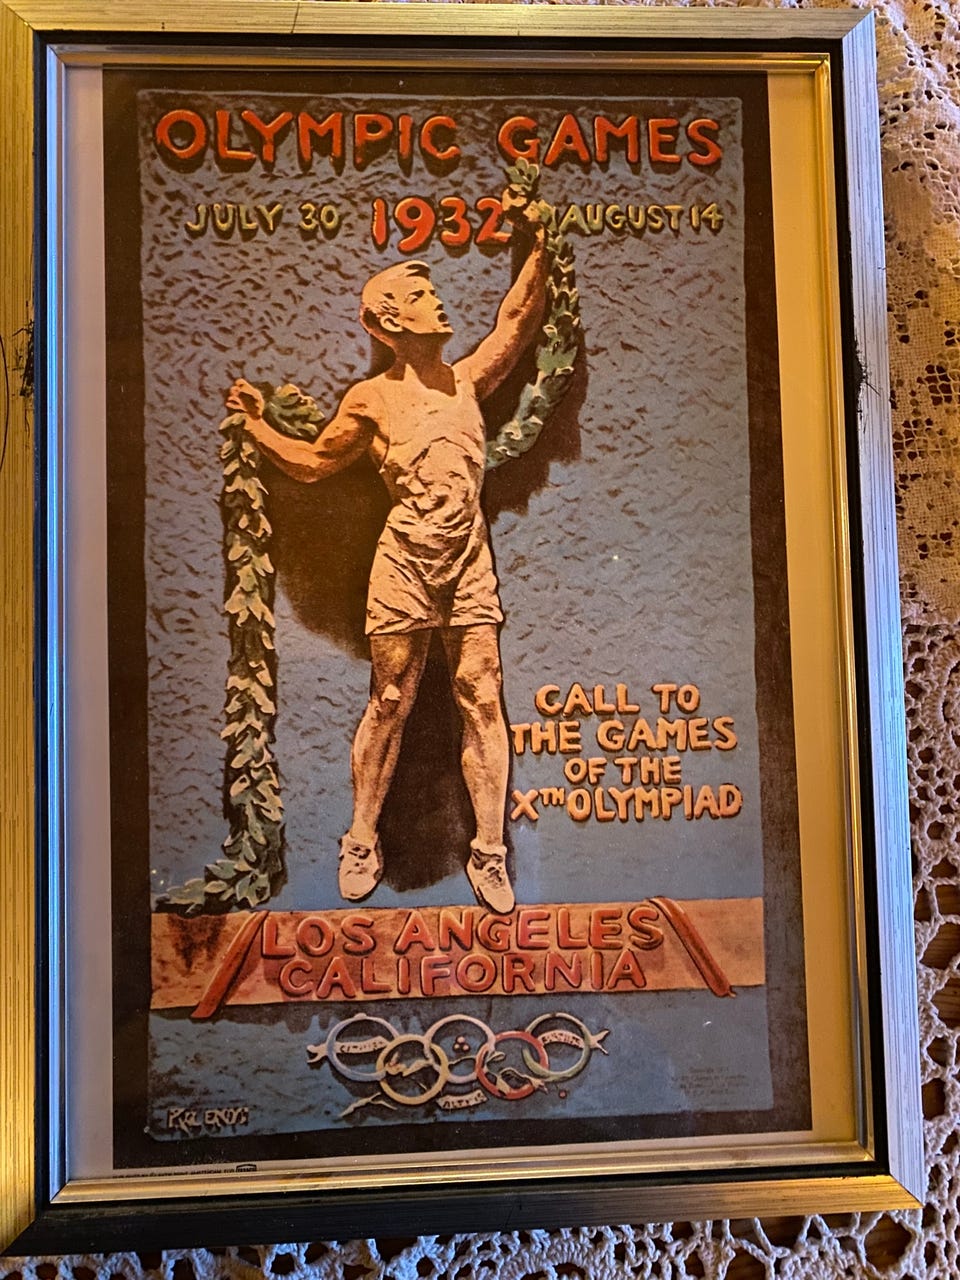 OLYMPIC GAMES
JULY 30 1932 AUGUST 14
CALL TO
THE GAMES
OF THE
XTH OLYMPIAD
LOS ANGELES
CALIFORNIA